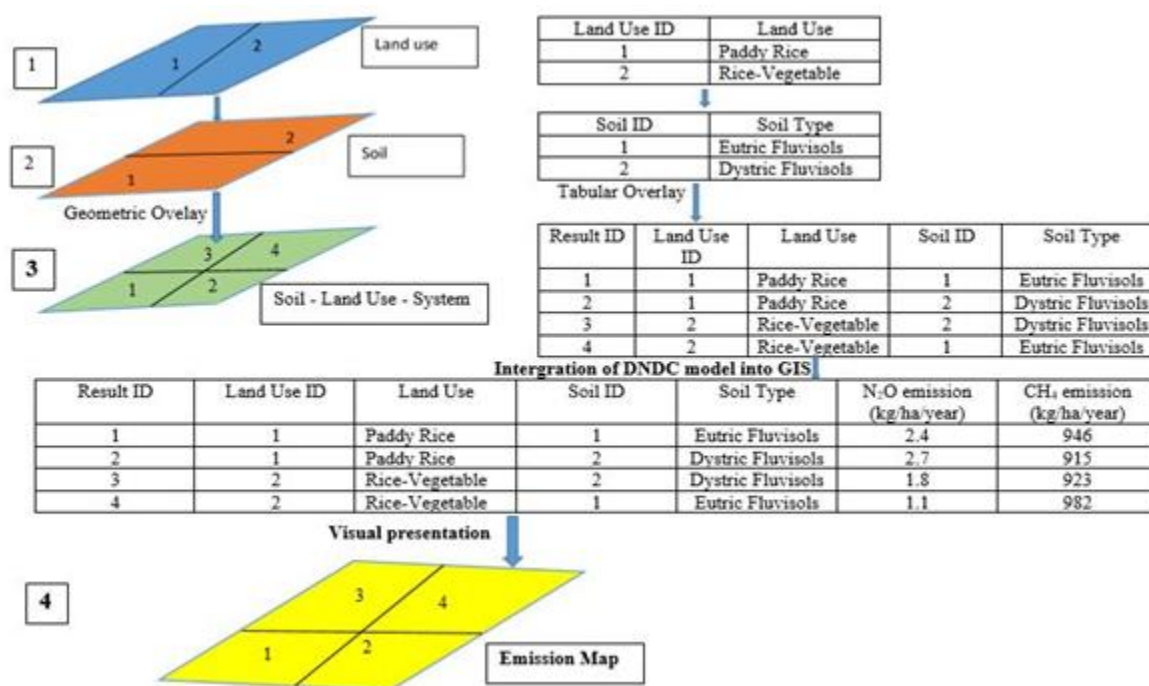 1
1
2
Land use
Land Use ID Land Use
1 Paddy Rice
2 Rice-Vegetable
2
1
2
Soil
Soil ID Soil Type
1 Eutric Fluvisols
2 Dystric Fluvisols
Geometric Ovelay
Tabular Overlay
3
3
4
1
2
Soil - Land Use - System
Result ID Land Use ID Land Use Soil ID Soil Type
1 1 Paddy Rice 1 Eutric Fluvisols
2 1 Paddy Rice 2 Dystric Fluvisols
3 2 Rice-Vegetable 2 Dystric Fluvisols
4 2 Rice-Vegetable 1 Eutric Fluvisols
Intergration of DNDC model into GIS
Result ID Land Use ID Land Use Soil ID Soil Type N₂O emission (kg/ha/year) CH₄ emission (kg/ha/year)
1 1 Paddy Rice 1 Eutric Fluvisols 2.4 946
2 1 Paddy Rice 2 Dystric Fluvisols 2.7 915
3 2 Rice-Vegetable 2 Dystric Fluvisols 1.8 923
4 2 Rice-Vegetable 1 Eutric Fluvisols 1.1 982
Visual presentation
4
3
4
1
2
Emission Map